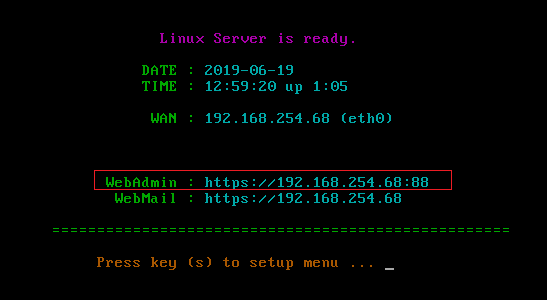 Linux Server is ready.
DATE : 2019-06-19
TIME : 12:59:20 up 1:05
WAN : 192.168.254.68 (eth0)
WebAdmin : https://192.168.254.68:88
WebMail : https://192.168.254.68
===================================================
Press key (s) to setup menu ... _